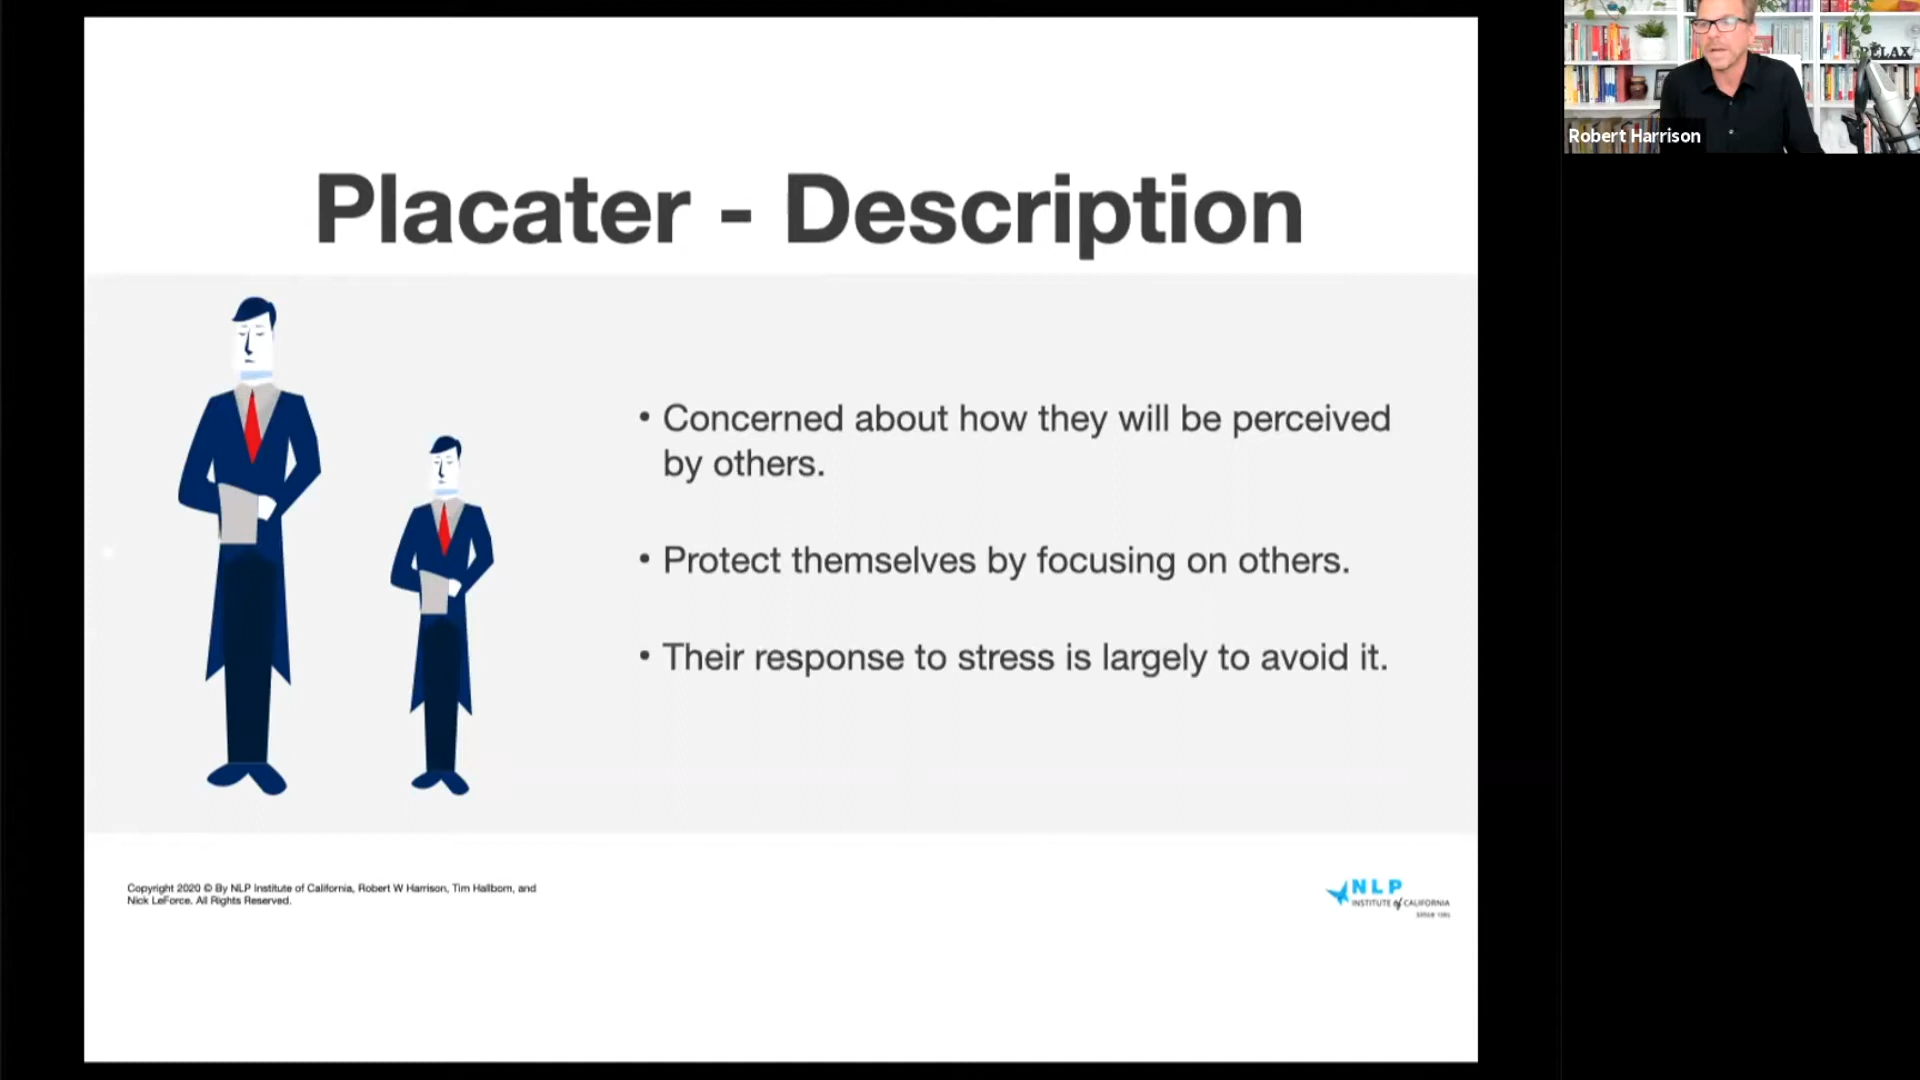 Placater - Description
• Concerned about how they will be perceived
by others.
• Protect themselves by focusing on others.
• Their response to stress is largely to avoid it.
Copyright 2020 © By NLP Institute of California, Robert W Harrison, Tim Hallbom, and
Nick LeForce. All Rights Reserved.
NLP
INSTITUTE of CALIFORNIA
RELAX
Robert Harrison